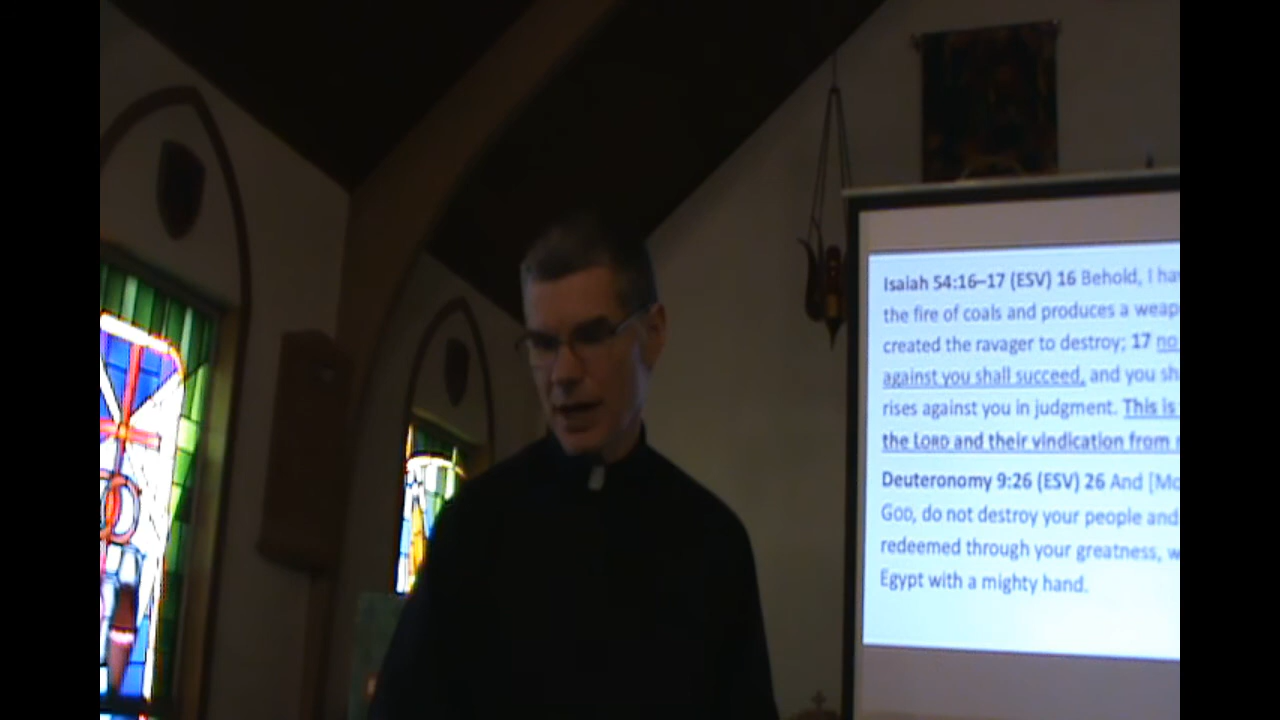 Isaiah 54:16–17 (ESV) 16 Behold, I
the fire of coals and produces a
created the ravager to destroy; 17 no
against you shall succeed, and you
rises against you in judgment. This is
the LORD and their vindication from
Deuteronomy 9:26 (ESV) 26 And
GOD, do not destroy your people and
redeemed through your greatness,
Egypt with a mighty hand.